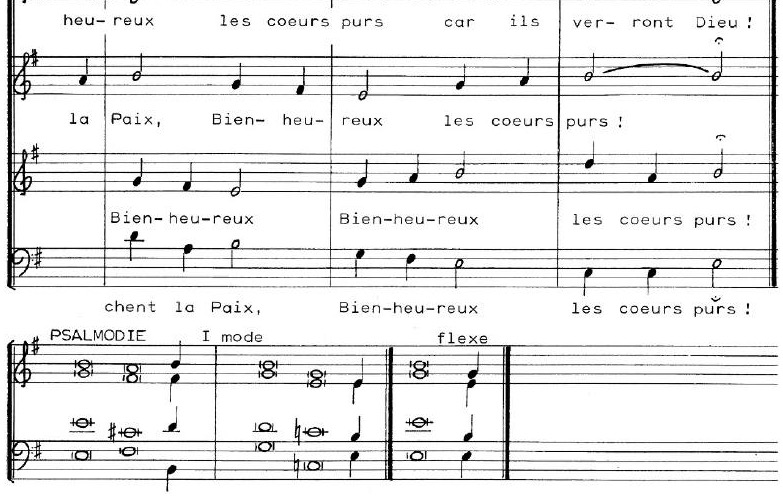 heu- reux les coeurs purs car ils ver- ront Dieu !
la Paix, Bien- heu- reux les coeurs purs !
Bien-heu-reux Bien-heu-reux les coeurs purs !
chent la Paix, Bien-heu-reux les coeurs purs !
PSALMODIE I mode flexe